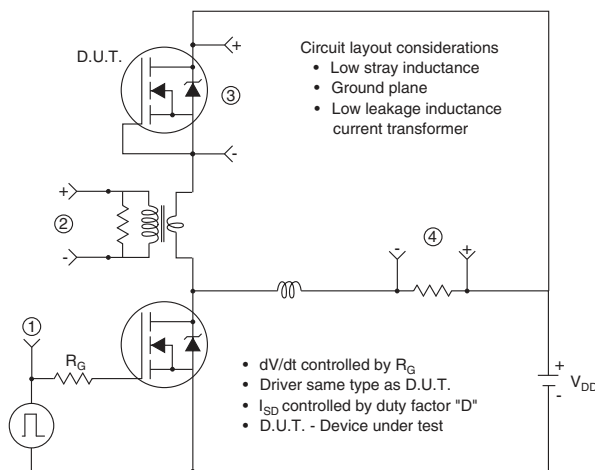 D.U.T.
+
Circuit layout considerations
• Low stray inductance
③
• Ground plane
• Low leakage inductance
current transformer
-
+
②
-
④
-
+
①
R_G
• dV/dt controlled by R_G
• Driver same type as D.U.T.
• I_SD controlled by duty factor "D"
• D.U.T. - Device under test
+
V_DD
-